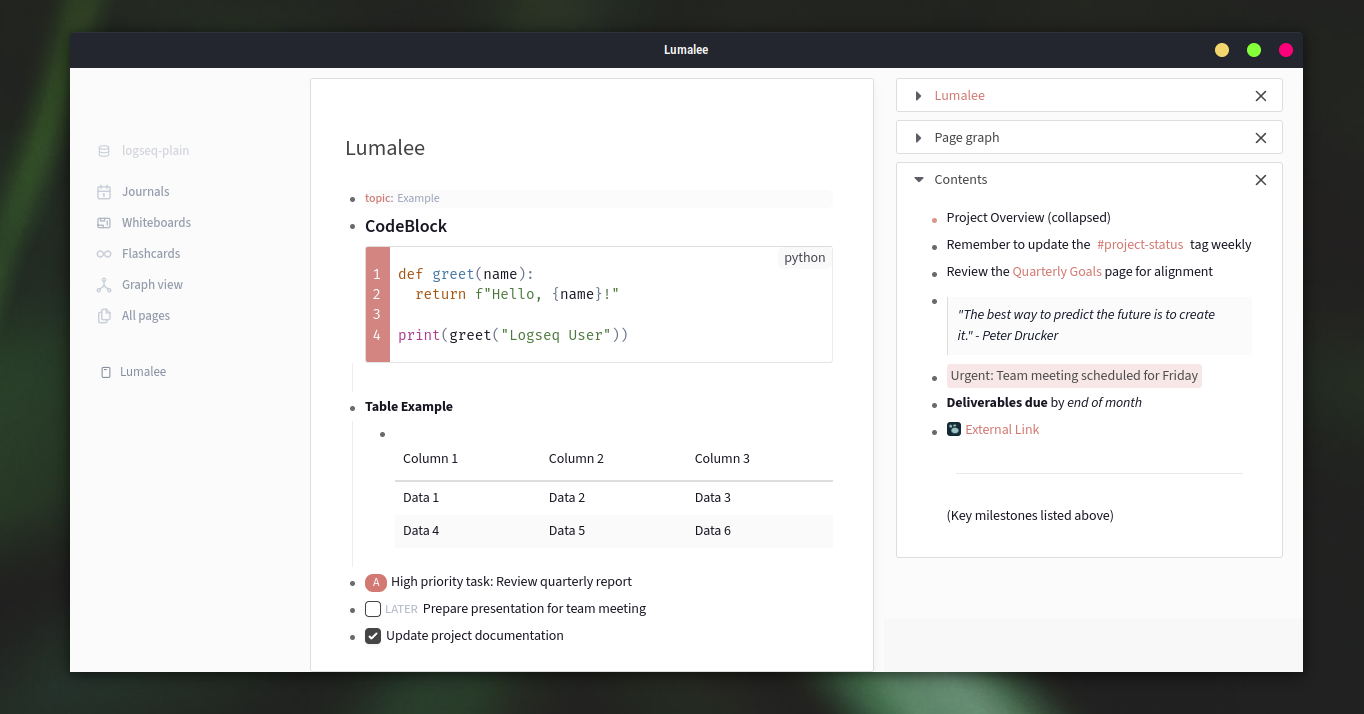 Lumalee
logseq-plain
Journals
Whiteboards
Flashcards
Graph view
All pages
Lumalee
Lumalee
topic: Example
CodeBlock
python
1 def greet(name):
2 return f"Hello, {name}!"
3
4 print(greet("Logseq User"))
Table Example
Column 1 Column 2 Column 3
Data 1 Data 2 Data 3
Data 4 Data 5 Data 6
A High priority task: Review quarterly report
LATER Prepare presentation for team meeting
Update project documentation
Lumalee
Page graph
Contents
Project Overview (collapsed)
Remember to update the #project-status tag weekly
Review the Quarterly Goals page for alignment
"The best way to predict the future is to create
it." - Peter Drucker
Urgent: Team meeting scheduled for Friday
Deliverables due by end of month
External Link
(Key milestones listed above)